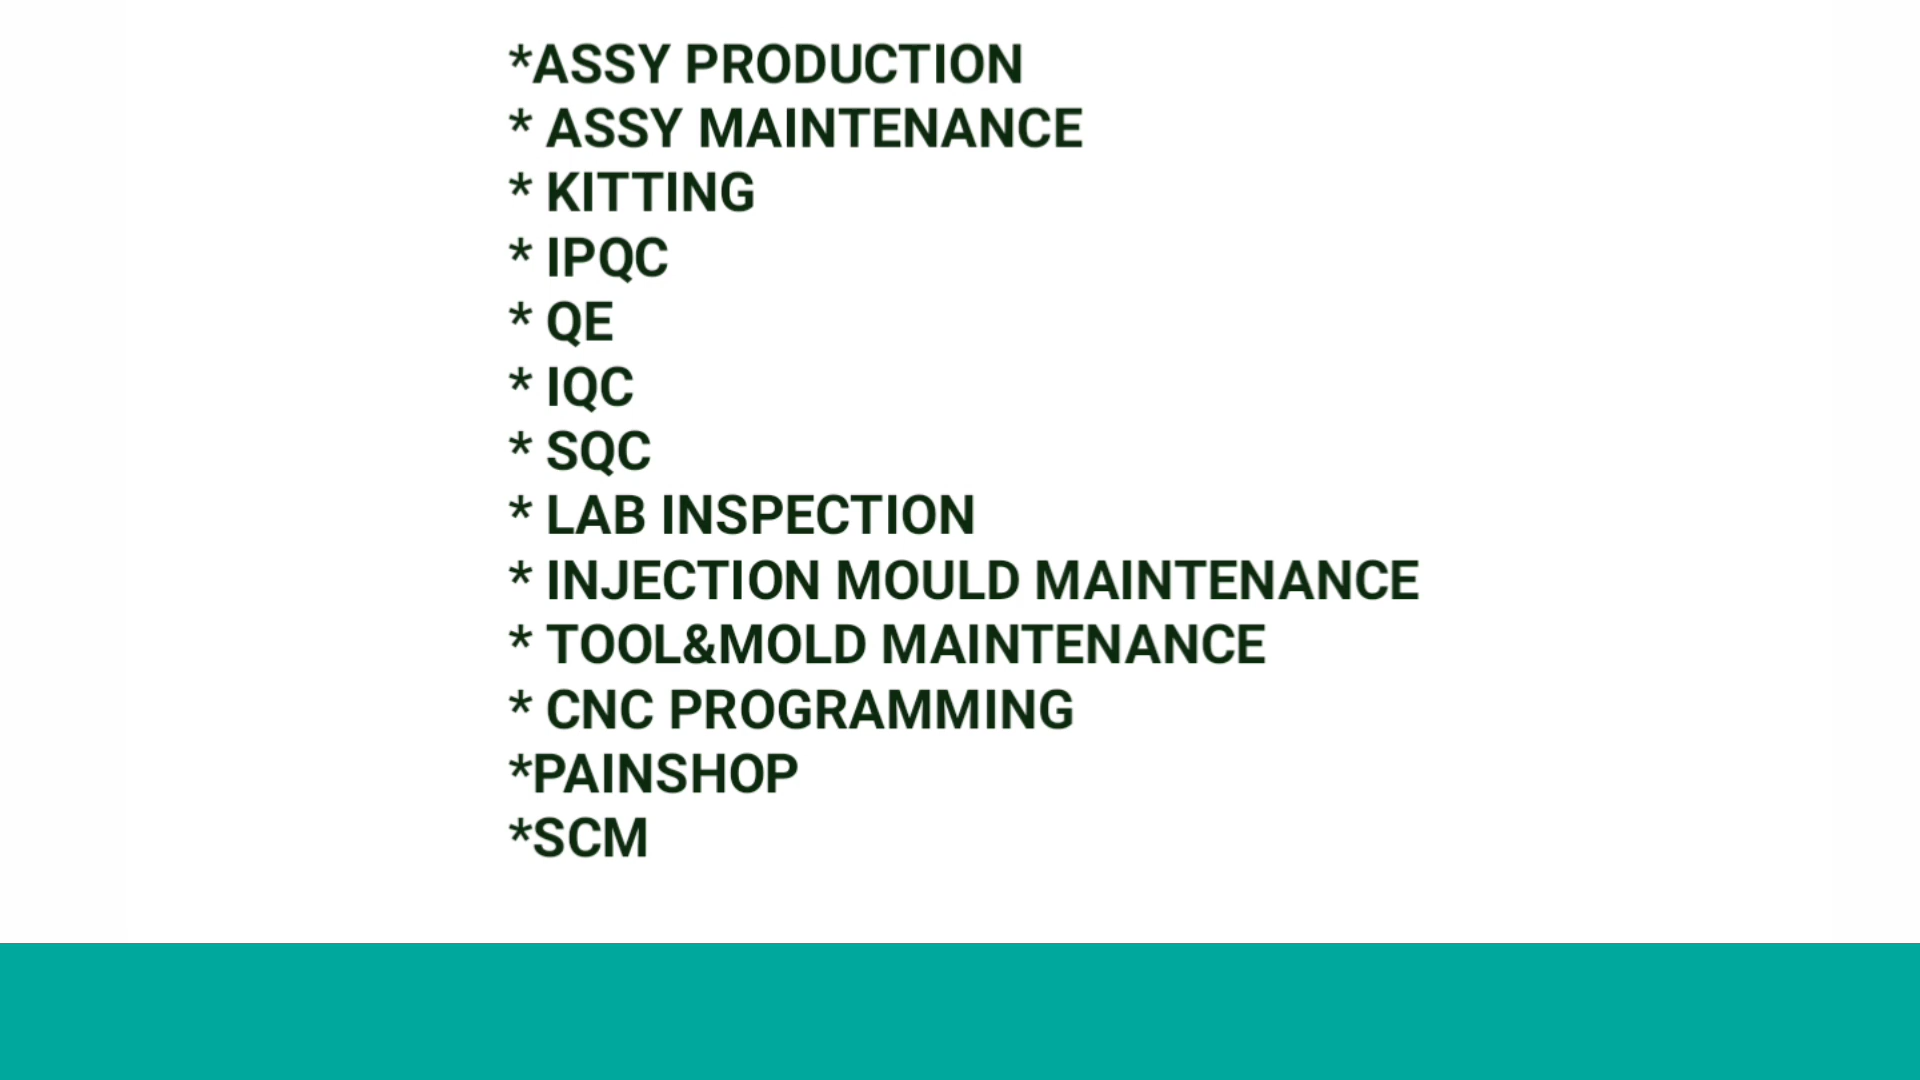 *ASSY PRODUCTION
* ASSY MAINTENANCE
* KITTING
* IPQC
* QE
* IQC
* SQC
* LAB INSPECTION
* INJECTION MOULD MAINTENANCE
* TOOL&MOLD MAINTENANCE
* CNC PROGRAMMING
*PAINSHOP
*SCM